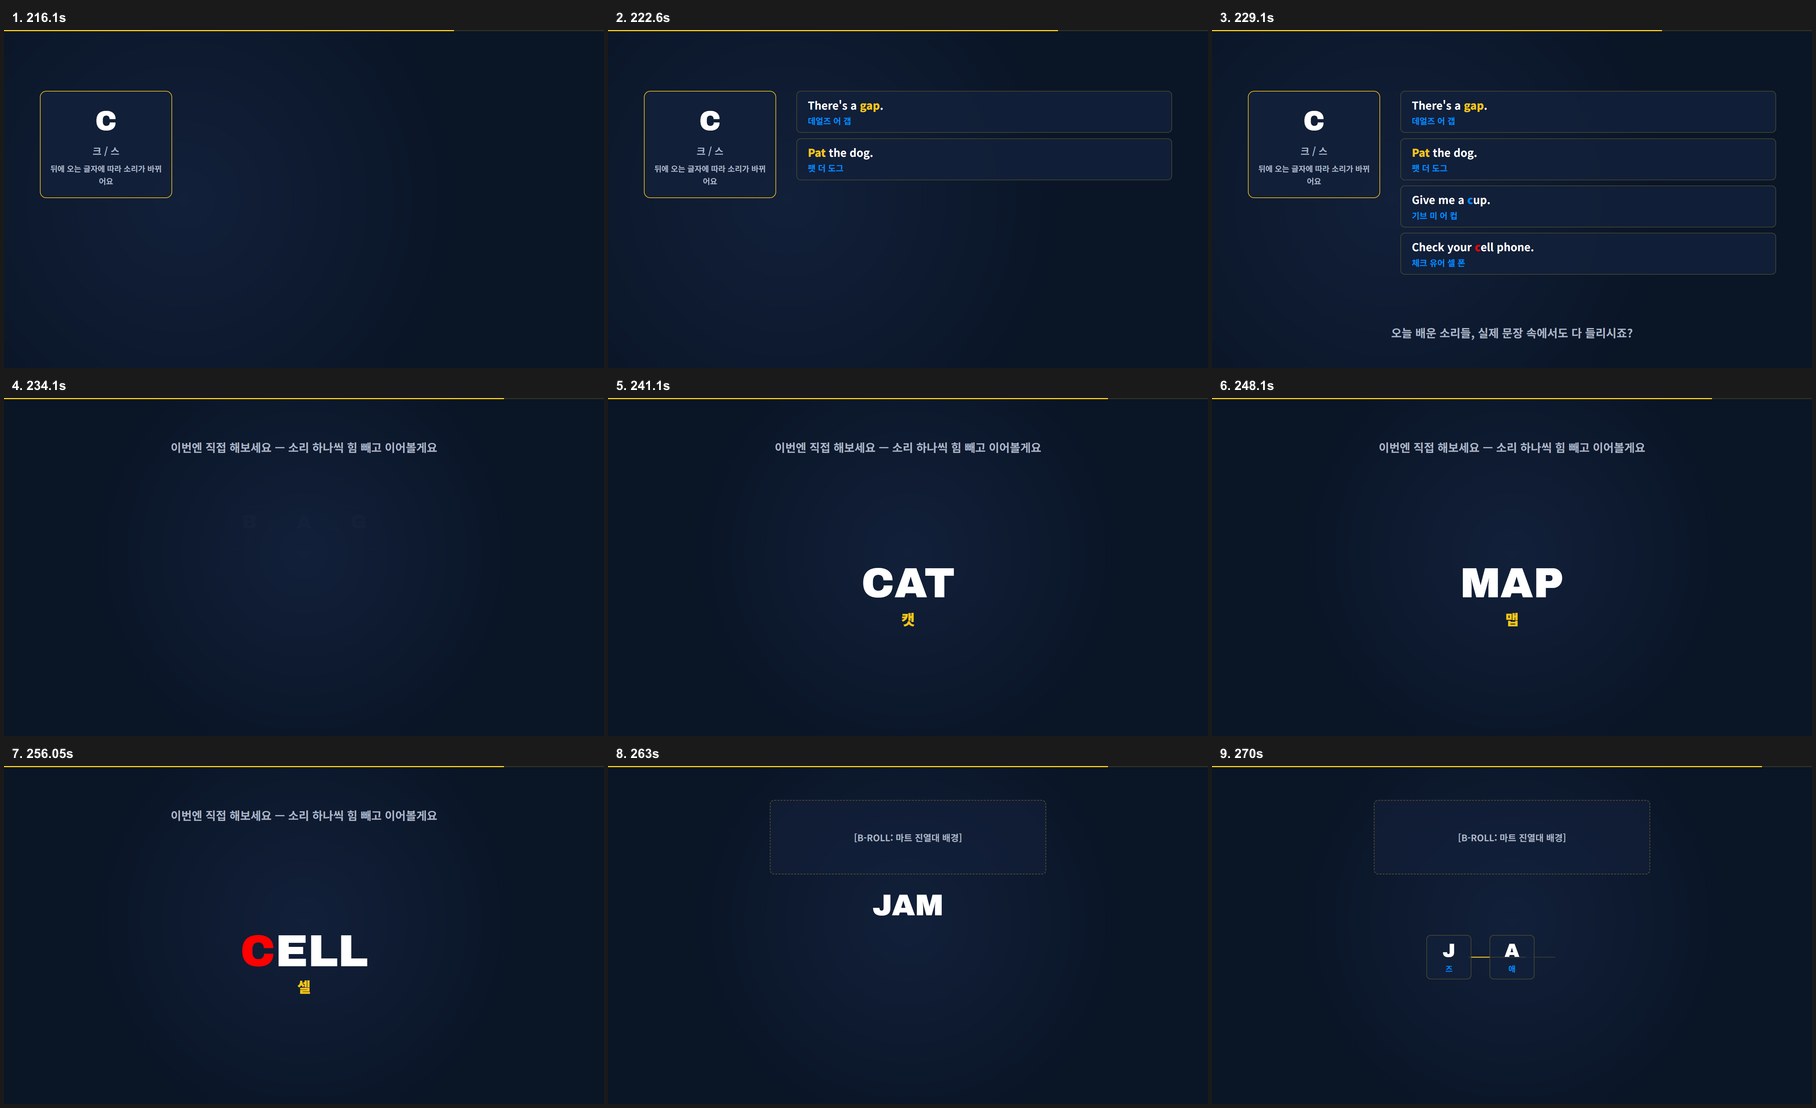 1. 216.1s
C
크 / 스
뒤에 오는 글자에 따라 소리가 바뀌
어요
2. 222.6s
C
크 / 스
뒤에 오는 글자에 따라 소리가 바뀌
어요
There's a gap.
데얼즈 어 갭
Pat the dog.
팻 더 도그
3. 229.1s
C
크 / 스
뒤에 오는 글자에 따라 소리가 바뀌
어요
There's a gap.
데얼즈 어 갭
Pat the dog.
팻 더 도그
Give me a cup.
기브 미 어 컵
Check your cell phone.
채크 유어 셀 폰
오늘 배운 소리들, 실제 문장 속에서도 다 들리시죠?
4. 234.1s
이번엔 직접 해보세요 — 소리 하나씩 힘 빼고 이어볼게요
5. 241.1s
이번엔 직접 해보세요 — 소리 하나씩 힘 빼고 이어볼게요
CAT
캣
6. 248.1s
이번엔 직접 해보세요 — 소리 하나씩 힘 빼고 이어볼게요
MAP
맵
7. 256.05s
이번엔 직접 해보세요 — 소리 하나씩 힘 빼고 이어볼게요
CELL
셀
8. 263s
[B-ROLL: 마트 진열대 배경]
JAM
9. 270s
[B-ROLL: 마트 진열대 배경]
J A
즈 애